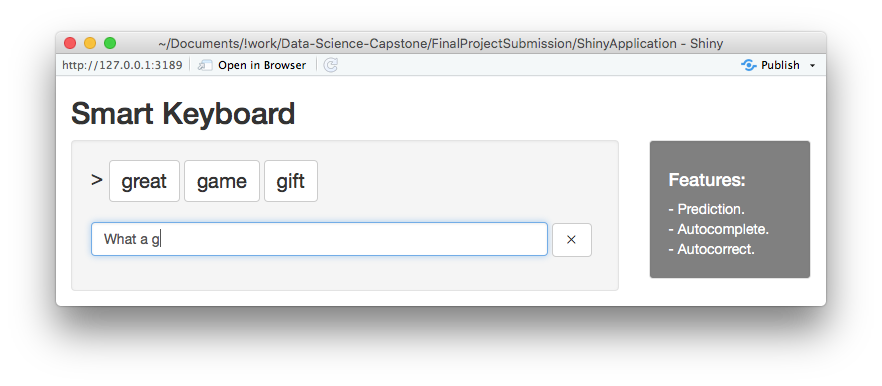 ~/Documents/!work/Data-Science-Capstone/FinalProjectSubmission/ShinyApplication - Shiny
http://127.0.0.1:3189 Open in Browser Publish
Smart Keyboard
> great game gift
What a g
×
Features:
- Prediction.
- Autocomplete.
- Autocorrect.